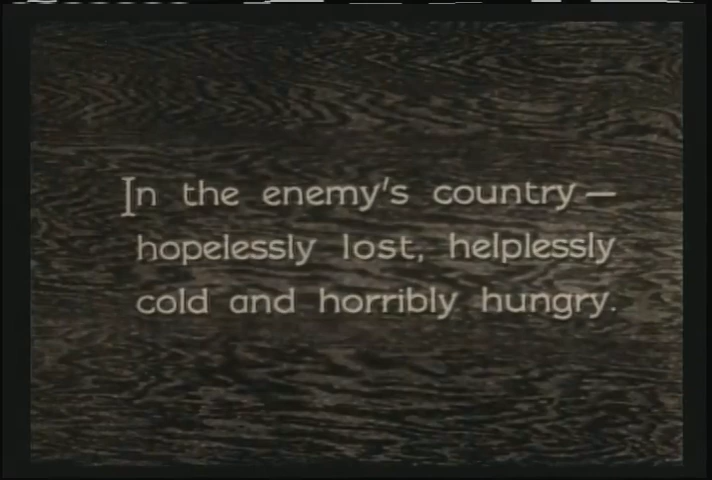 In the enemy's country—
hopelessly lost, helplessly
cold and horribly hungry.